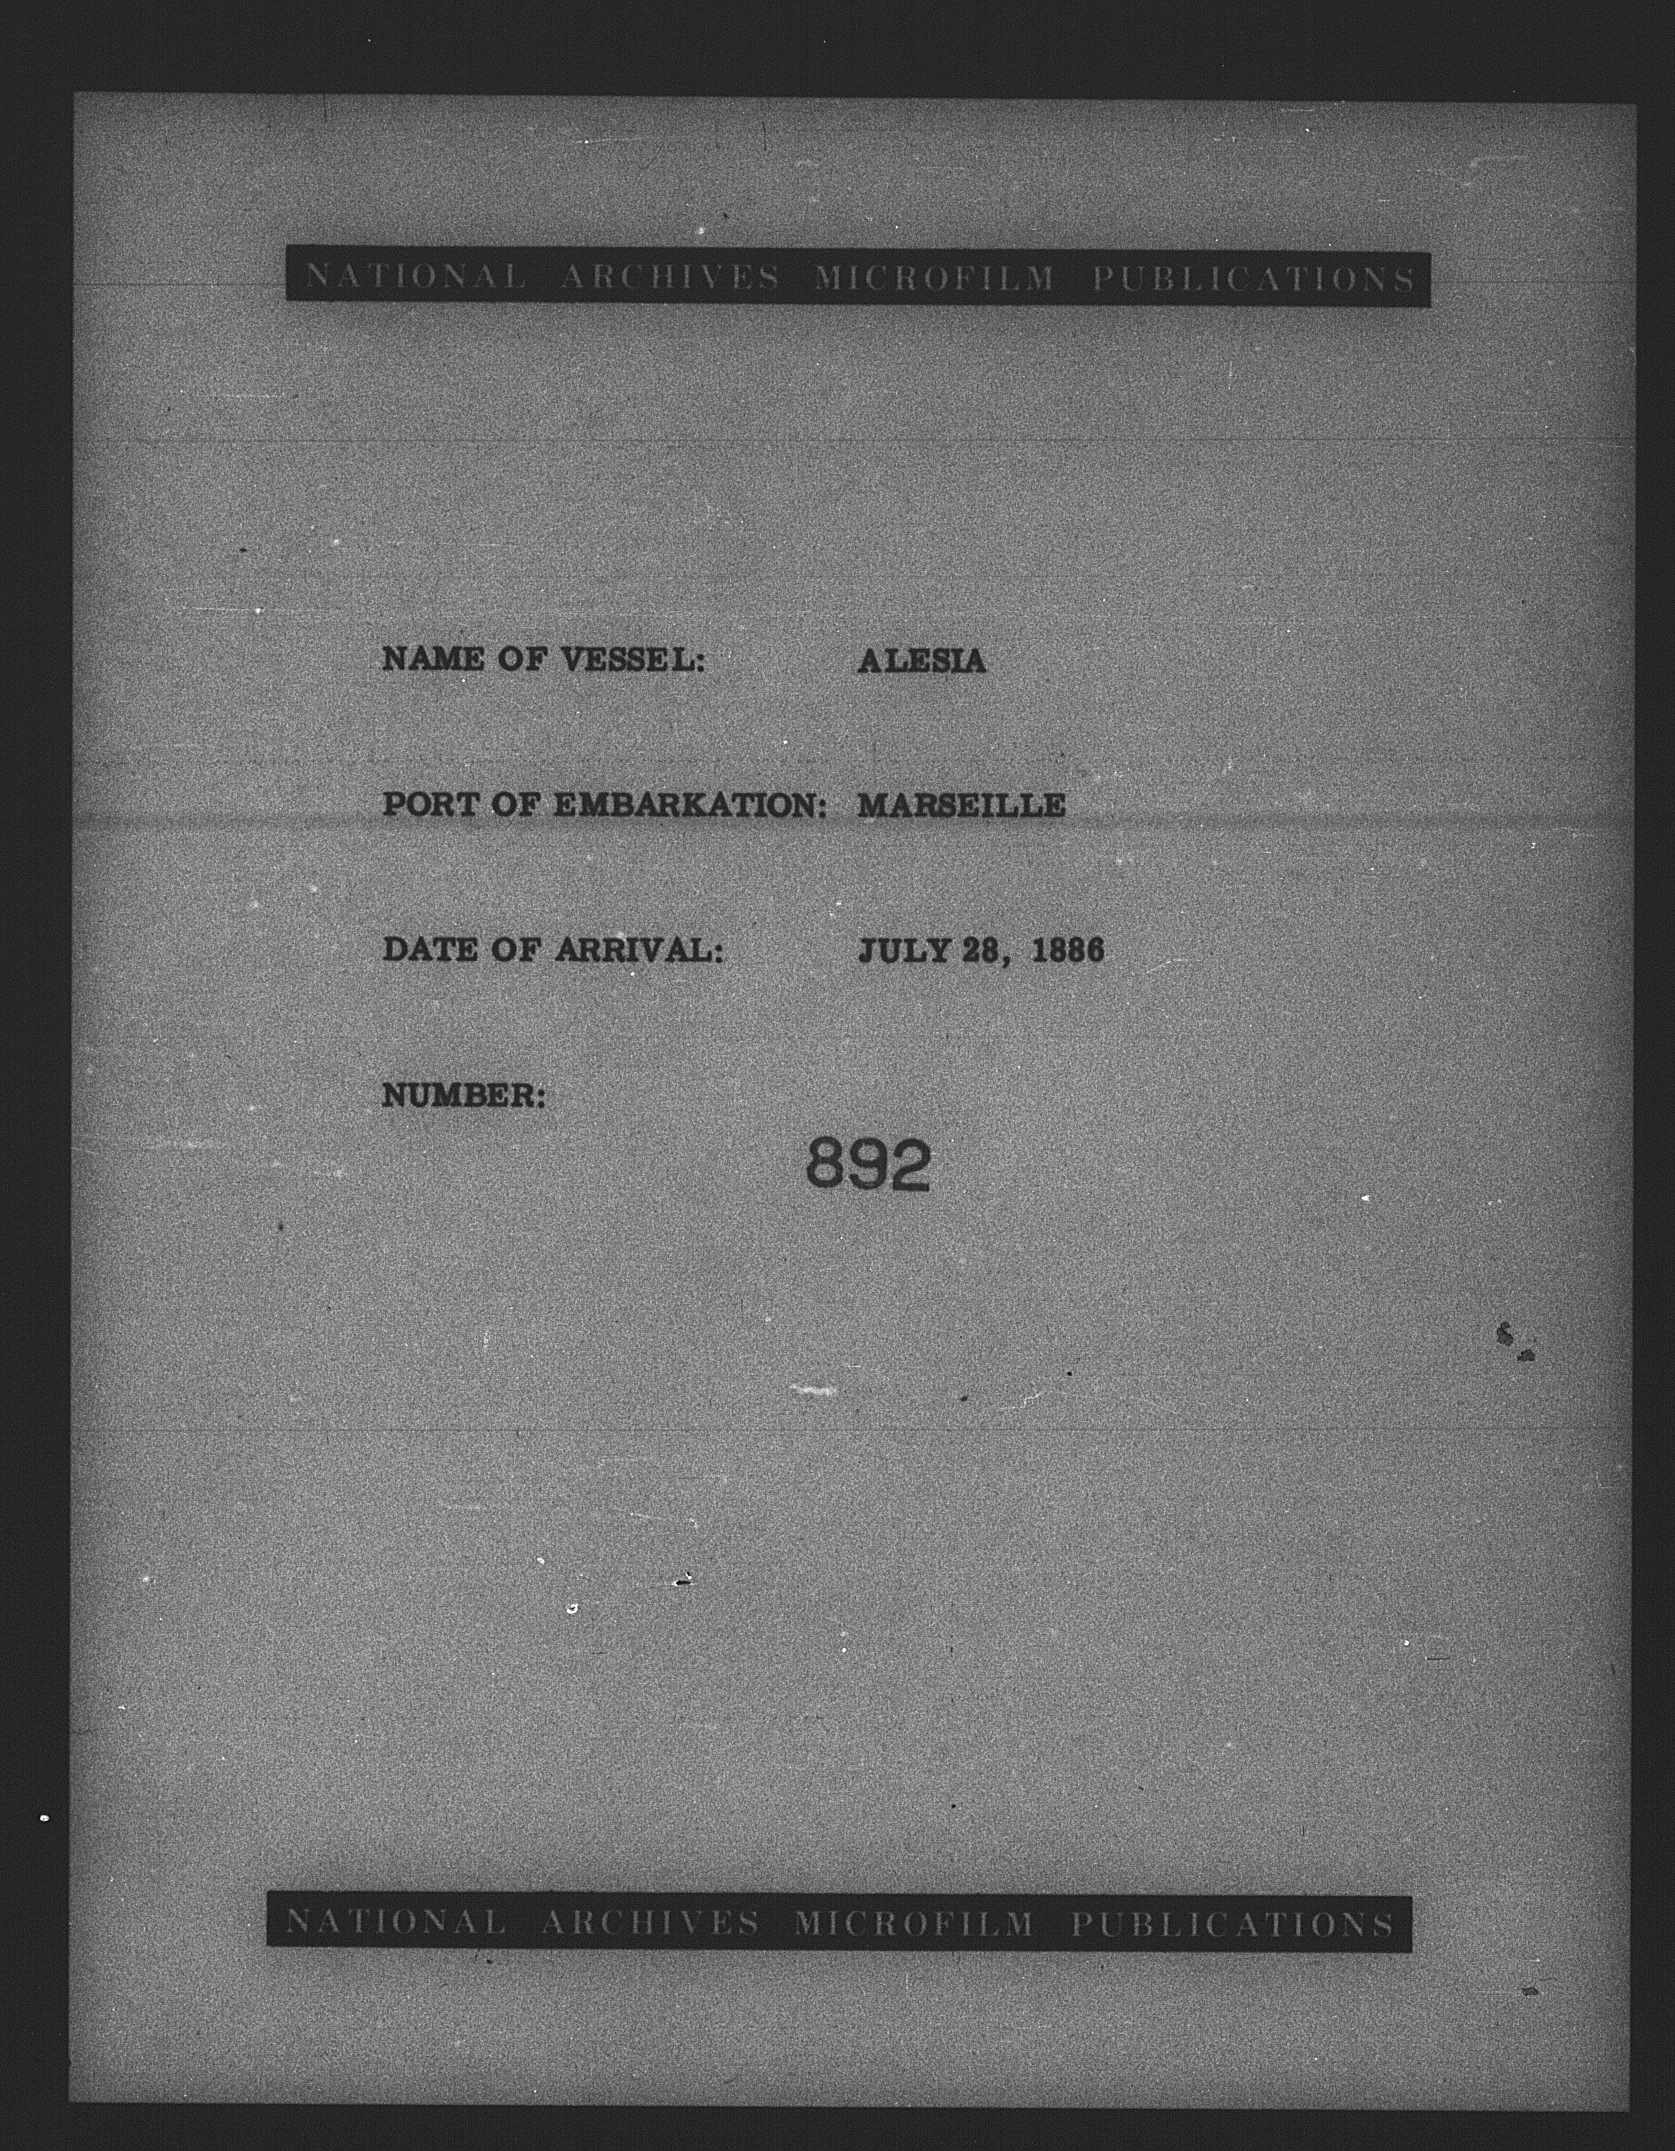 NATIONAL ARCHIVES MICROFILM PUBLICATIONS
NAME OF VESSEL: ALESIA
PORT OF EMBARKATION: MARSEILLE
DATE OF ARRIVAL: JULY 28, 1886
NUMBER:
892
NATIONAL ARCHIVES MICROFILM PUBLICATIONS